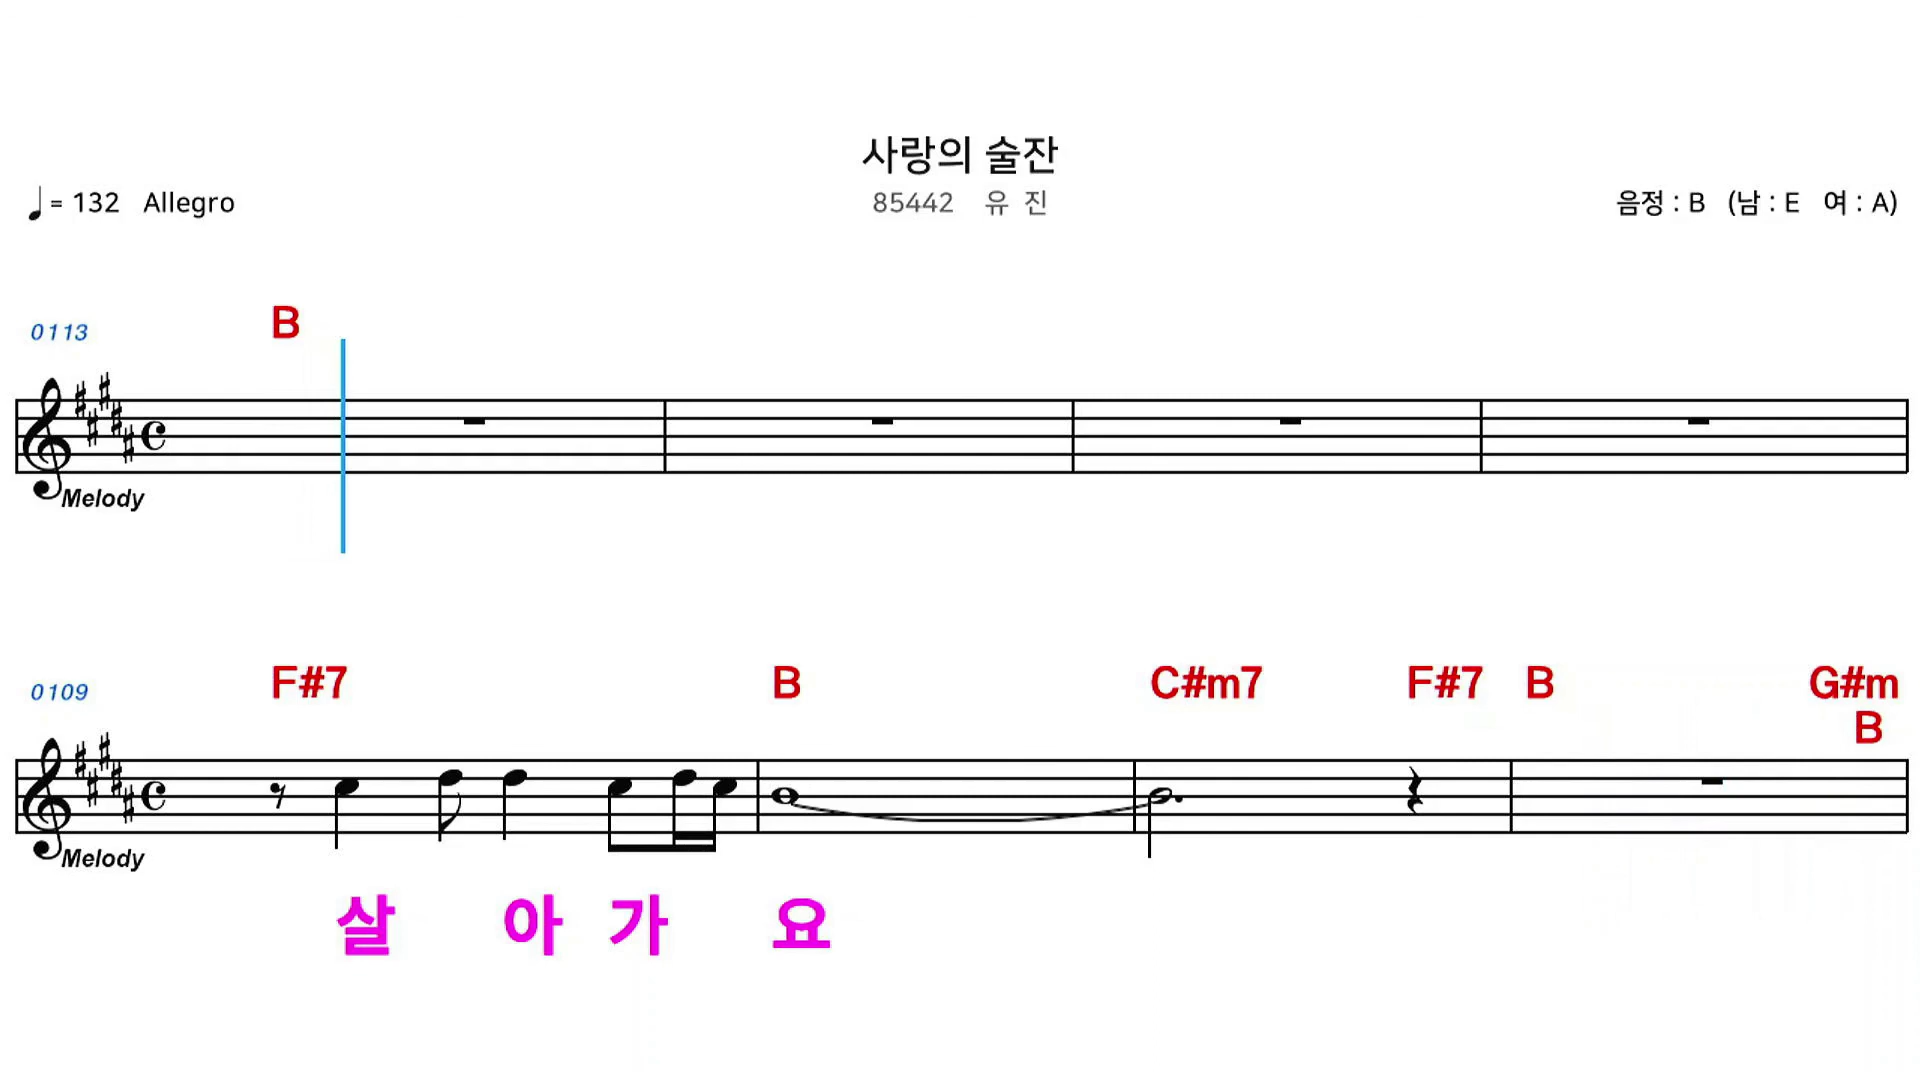 사랑의 술잔
♩= 132 Allegro
85442 유 진
음정 : B (남 : E 여 : A)
0113
B
Melody
0109
F#7 B C#m7 F#7 B G#m
B
Melody
살 아 가 요